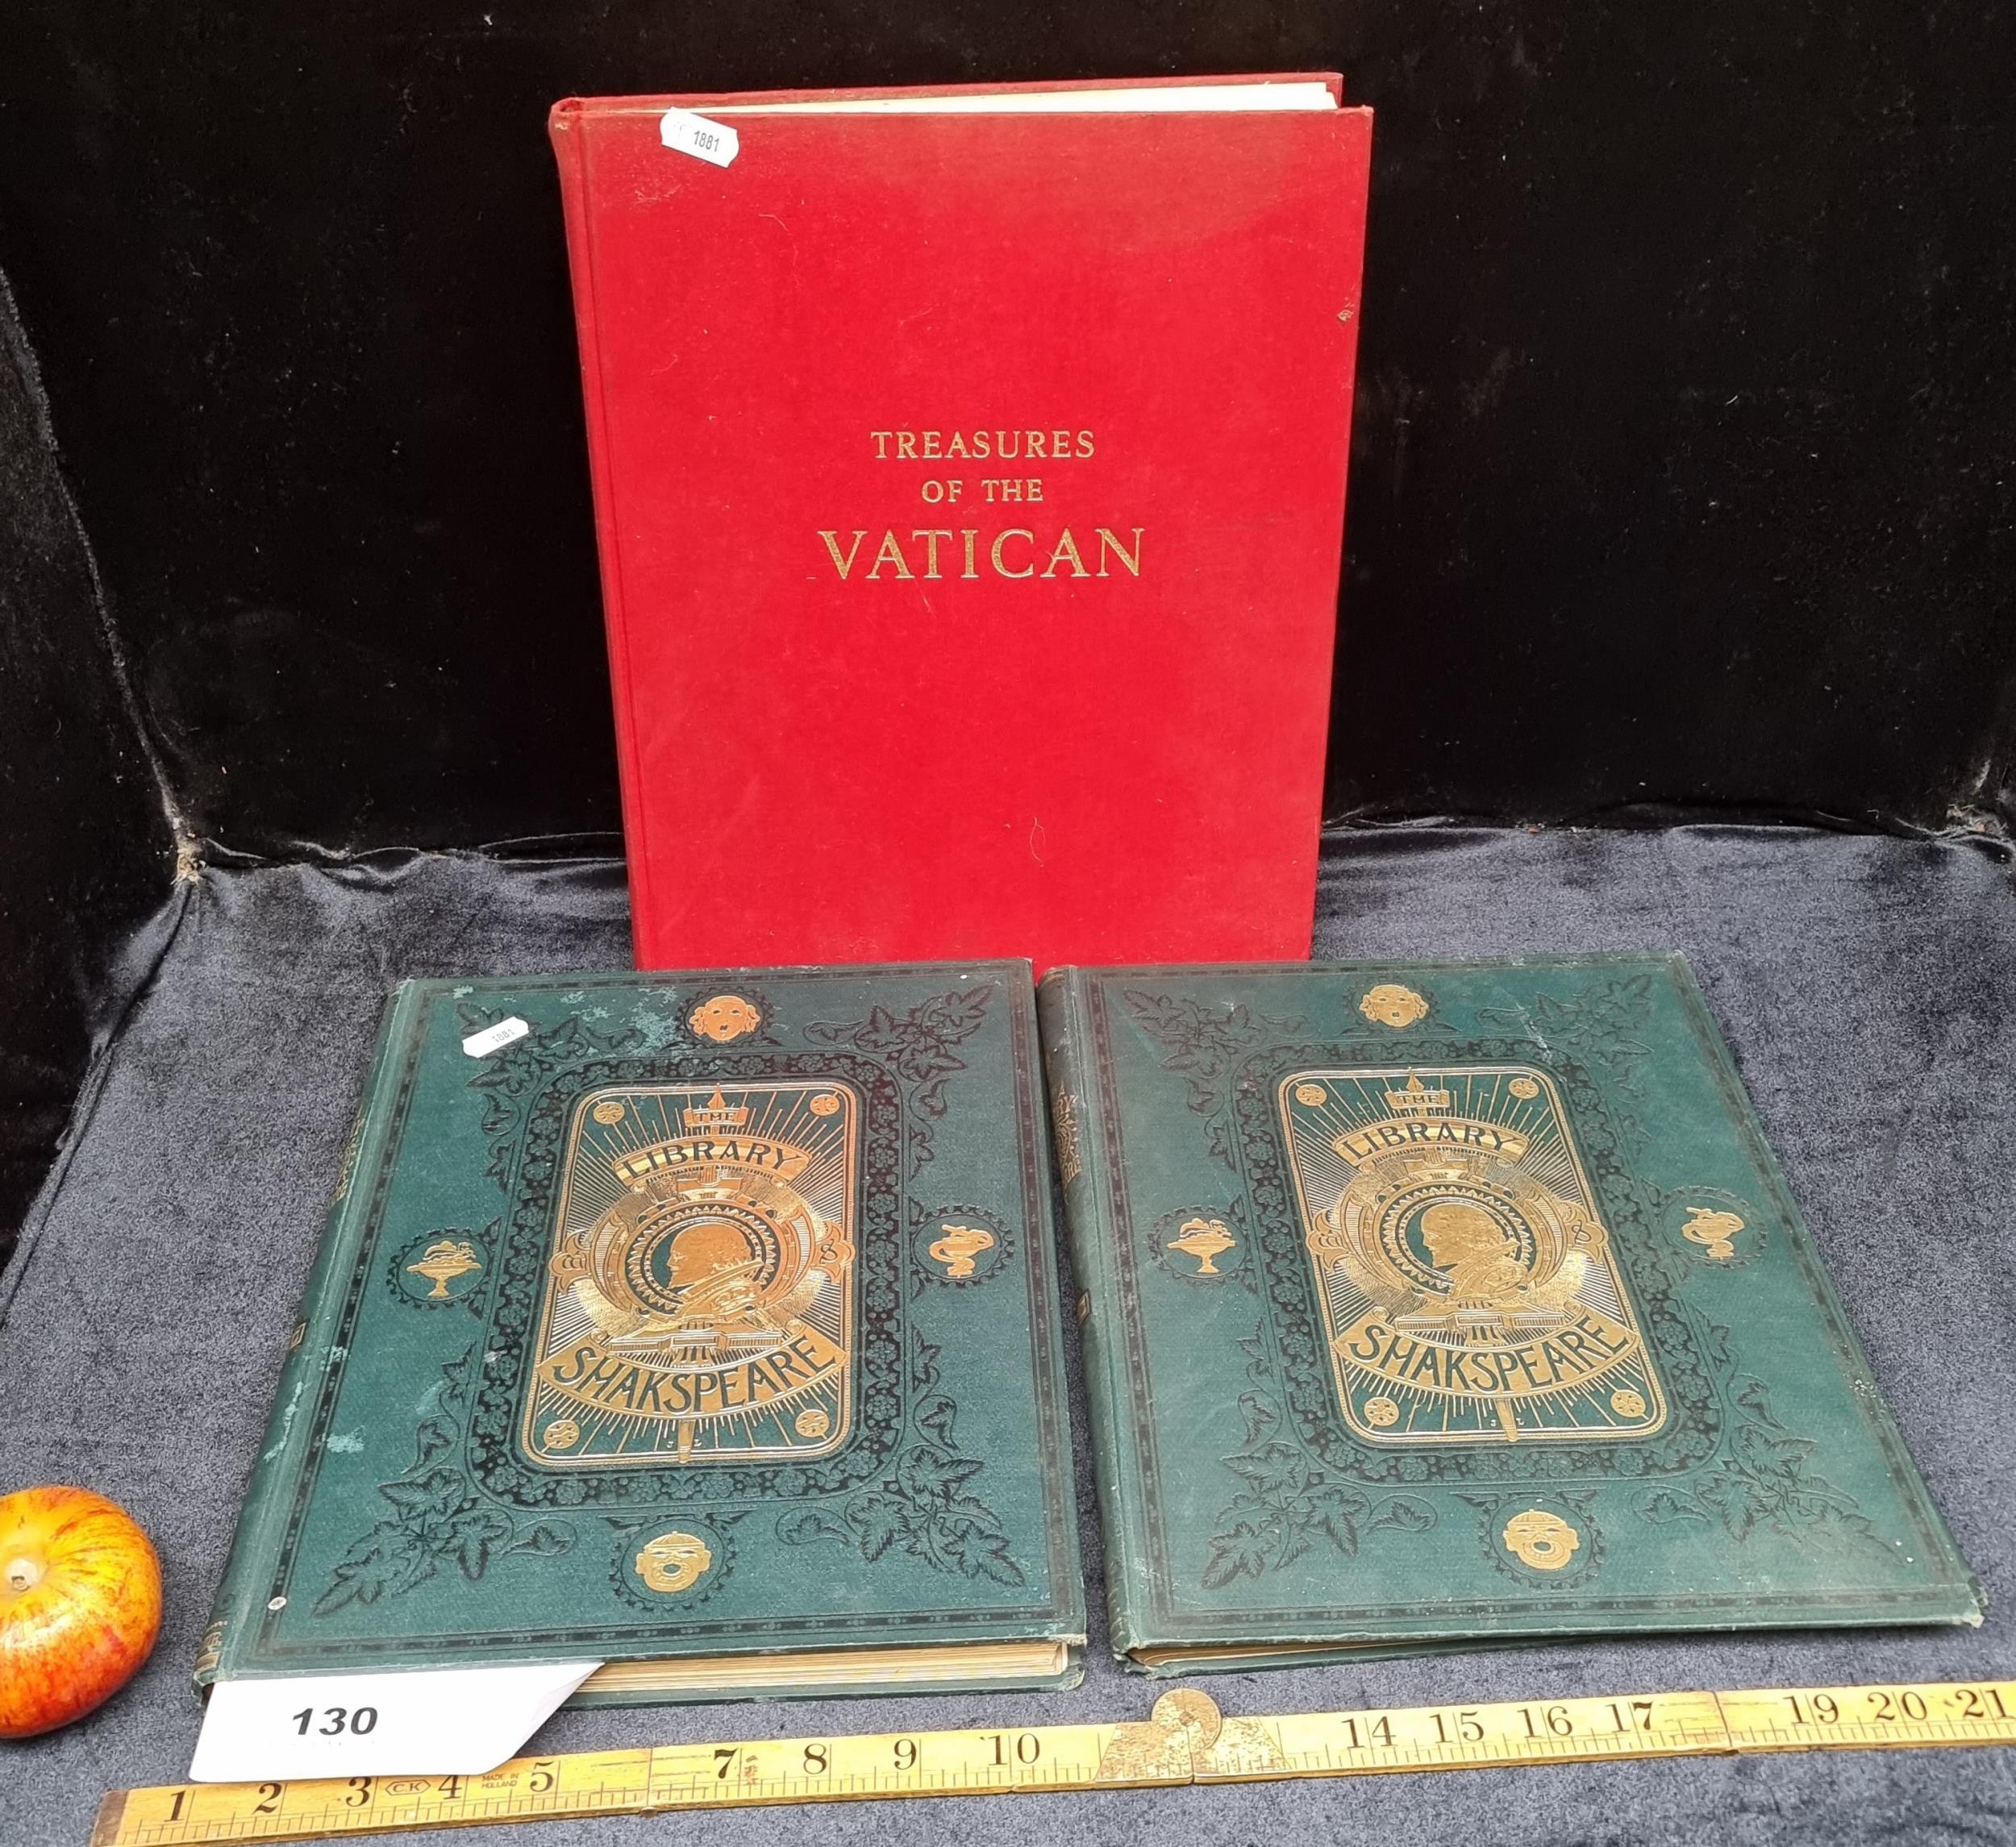 1881
TREASURES
OF THE
VATICAN
1881
THE
LIBRARY
SHAKSPEARE
THE
LIBRARY
SHAKSPEARE
130
1 2 3 C.K 4 MADE IN HOLLAND 5 7 8 9 10 14 15 16 17 19 20 21